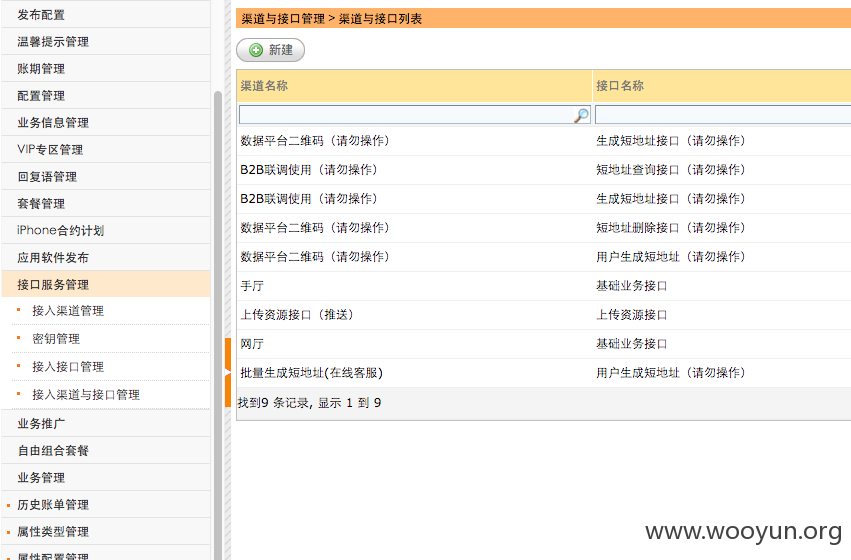 发布配置
温馨提示管理
账期管理
配置管理
业务信息管理
VIP专区管理
回复语管理
套餐管理
iPhone合约计划
应用软件发布
接口服务管理
接入渠道管理
密钥管理
接入接口管理
接入渠道与接口管理
业务推广
自由组合套餐
业务管理
历史账单管理
属性类型管理
属性配置管理
渠道与接口管理 > 渠道与接口列表
新建
渠道名称 接口名称
数据平台二维码（请勿操作） 生成短地址接口（请勿操作）
B2B联调使用（请勿操作） 短地址查询接口（请勿操作）
B2B联调使用（请勿操作） 生成短地址接口（请勿操作）
数据平台二维码（请勿操作） 短地址删除接口（请勿操作）
数据平台二维码（请勿操作） 用户生成短地址（请勿操作）
手厅 基础业务接口
上传资源接口（推送） 上传资源接口
网厅 基础业务接口
批量生成短地址(在线客服) 用户生成短地址（请勿操作）
找到9 条记录, 显示 1 到 9
www.wooyun.org